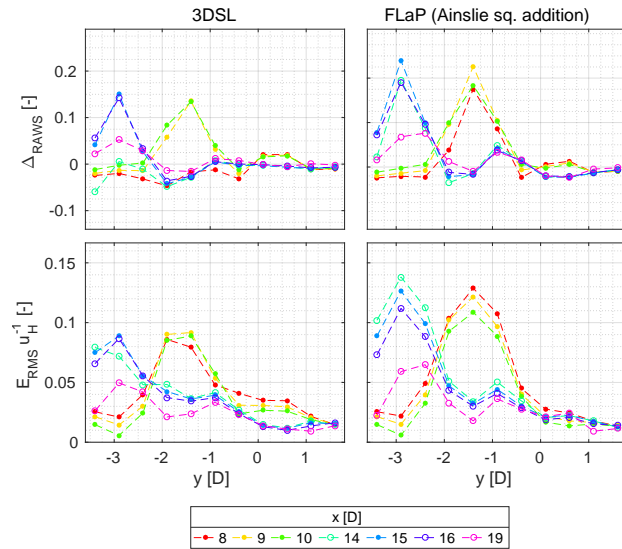 3DSL
FLaP (Ainslie sq. addition)
0.2
0.1
0
-0.1
Δ_RAWS [-]
0.15
0.1
0.05
0
E_RMS u_H^-1 [-]
-3 -2 -1 0 1
-3 -2 -1 0 1
y [D]
y [D]
x [D]
8 9 10 14 15 16 19